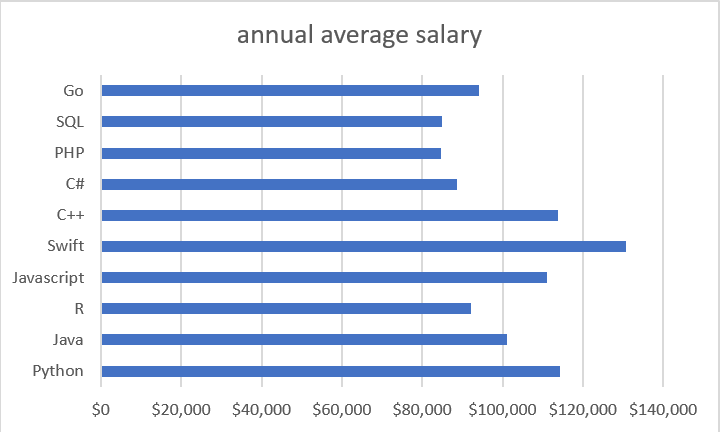 annual average salary
Go
SQL
PHP
C#
C++
Swift
Javascript
R
Java
Python
$0 $20,000 $40,000 $60,000 $80,000 $100,000 $120,000 $140,000